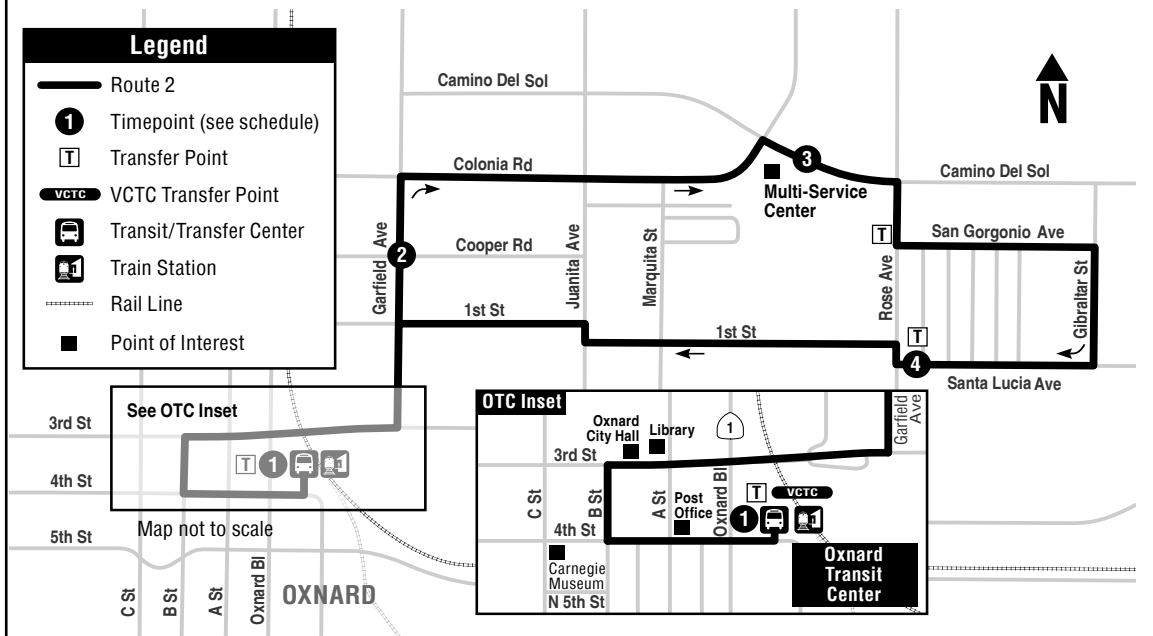 Legend
Route 2
1 Timepoint (see schedule)
T Transfer Point
VCTC VCTC Transfer Point
Transit/Transfer Center
Train Station
Rail Line
Point of Interest
Camino Del Sol
N
Colonia Rd
3
Camino Del Sol
Multi-Service
Center
Garfield Ave
2
Cooper Rd
Juanita Ave
Marquita St
T
San Gorgonio Ave
Rose Ave
Gibraltar St
1st St
1st St
T
4
Santa Lucia Ave
See OTC Inset
3rd St
T 1
4th St
Map not to scale
5th St
C St
B St
A St
Oxnard Bl
OXNARD
OTC Inset
Oxnard
City Hall
Library
1
Garfield
Ave
3rd St
C St
B St
A St
Post
Office
Oxnard Bl
T VCTC
1
4th St
Carnegie
Museum
N 5th St
Oxnard
Transit
Center